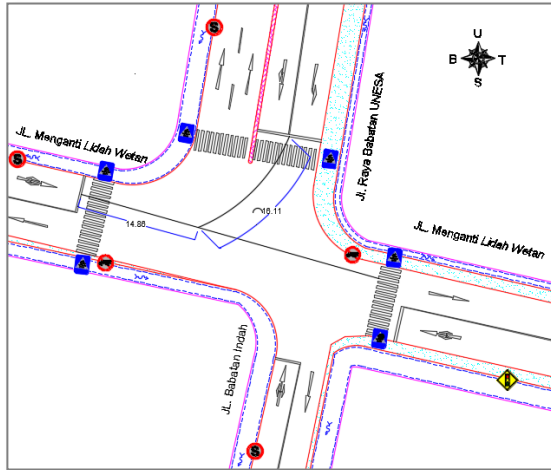 U
B T
S
JL. Menganti Lidah Wetan
Jl. Raya Babatan UNESA
JL. Menganti Lidah Wetan
14.86
16.11
JL. Babatan Indah
S
S
S